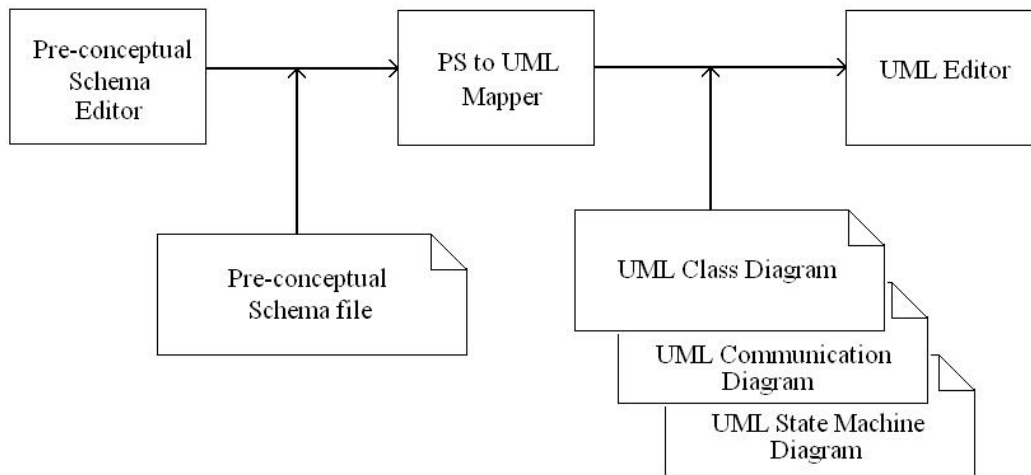 Pre-conceptual
Schema
Editor
PS to UML
Mapper
UML Editor
Pre-conceptual
Schema file
UML Class Diagram
UML Communication
Diagram
UML State Machine
Diagram